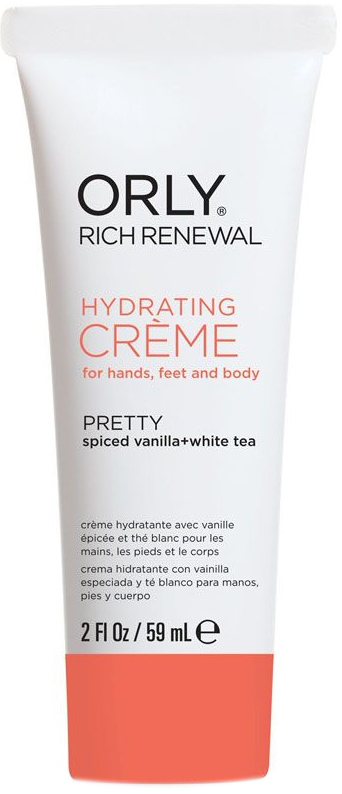 ORLY®
RICH RENEWAL
HYDRATING
CRÈME
for hands, feet and body
PRETTY
spiced vanilla+white tea
crème hydratante avec vanille
épicée et thé blanc pour les
mains, les pieds et le corps
crema hidratante con vainilla
especiada y té blanco para manos,
pies y cuerpo
2 Fl Oz / 59 mL ℮